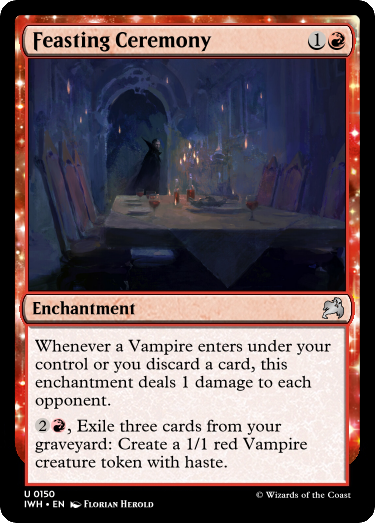 Feasting Ceremony 1
Enchantment
Whenever a Vampire enters under your
control or you discard a card, this
enchantment deals 1 damage to each
opponent.
2, Exile three cards from your
graveyard: Create a 1/1 red Vampire
creature token with haste.
U 0150
IWH • EN Florian Herold
© Wizards of the Coast